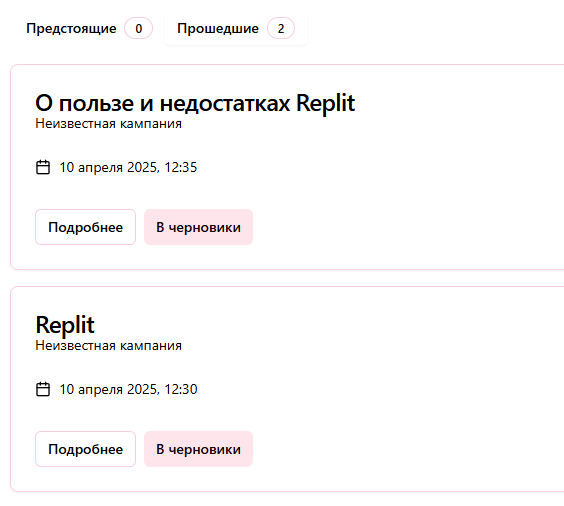 Предстоящие 0 Прошедшие 2
О пользе и недостатках Replit
Неизвестная кампания
10 апреля 2025, 12:35
Подробнее В черновики
Replit
Неизвестная кампания
10 апреля 2025, 12:30
Подробнее В черновики